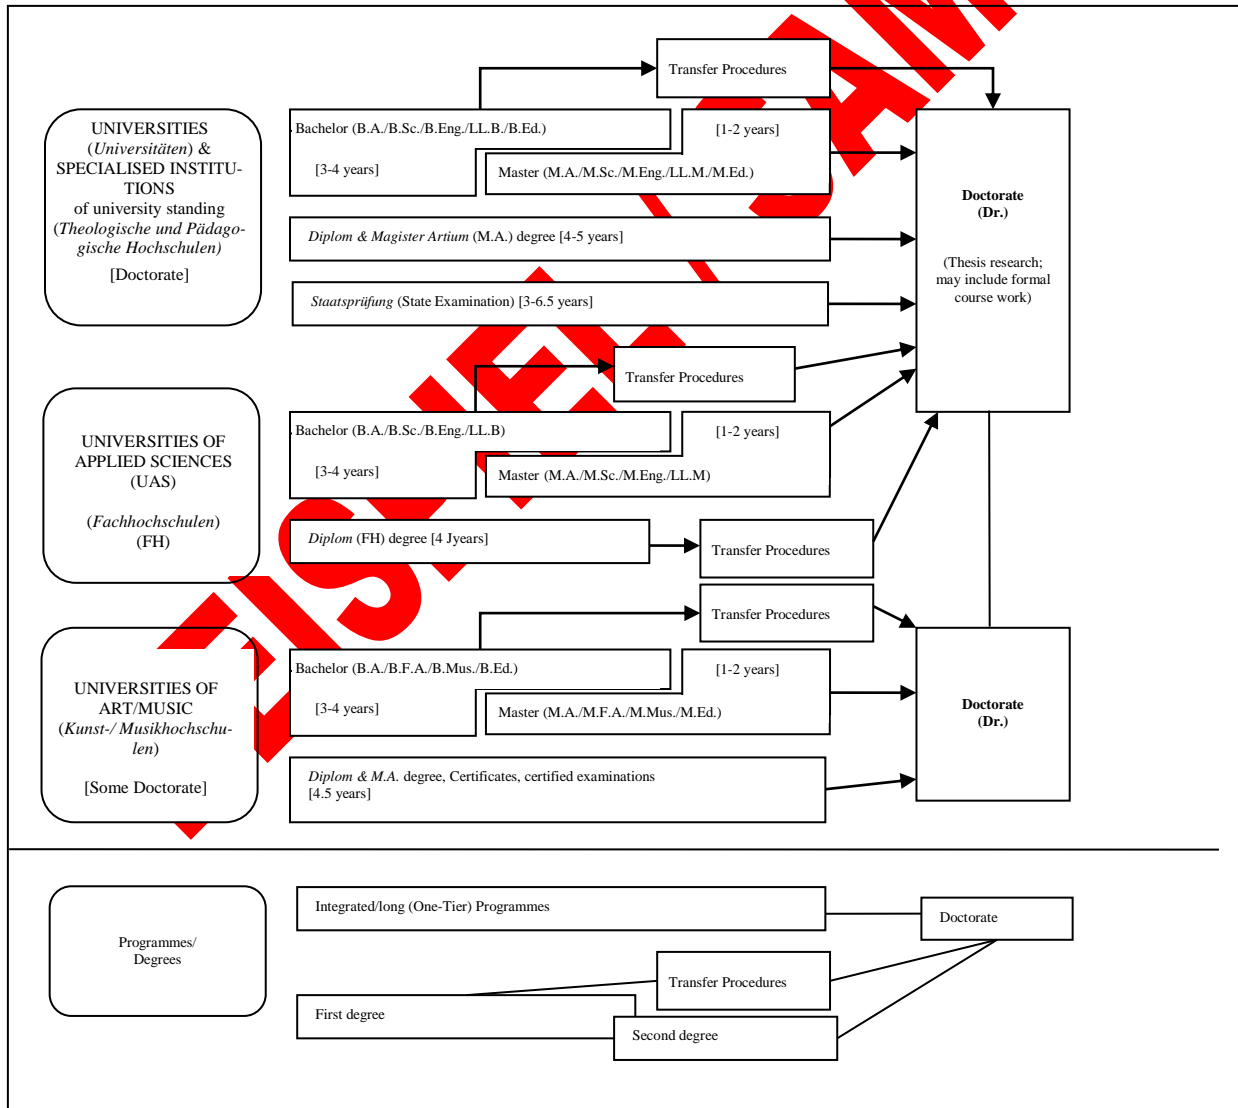 Transfer Procedures
UNIVERSITIES
(Universitäten) &
SPECIALISED INSTITU-
TIONS
of university standing
(Theologische und Pädago-
gische Hochschulen)
[Doctorate]
Bachelor (B.A./B.Sc./B.Eng./LL.B./B.Ed.)
[3-4 years]
[1-2 years]
Master (M.A./M.Sc./M.Eng./LL.M./M.Ed.)
Diplom & Magister Artium (M.A.) degree [4-5 years]
Staatsprüfung (State Examination) [3-6.5 years]
Doctorate
(Dr.)
(Thesis research;
may include formal
course work)
Transfer Procedures
UNIVERSITIES OF
APPLIED SCIENCES
(UAS)
(Fachhochschulen)
(FH)
Bachelor (B.A./B.Sc./B.Eng./LL.B)
[3-4 years]
[1-2 years]
Master (M.A./M.Sc./M.Eng./LL.M)
Diplom (FH) degree [4 Jyears]
Transfer Procedures
Transfer Procedures
UNIVERSITIES OF
ART/MUSIC
(Kunst-/ Musikhochschu-
len)
[Some Doctorate]
Bachelor (B.A./B.F.A./B.Mus./B.Ed.)
[3-4 years]
[1-2 years]
Master (M.A./M.F.A./M.Mus./M.Ed.)
Diplom & M.A. degree, Certificates, certified examinations
[4.5 years]
Doctorate
(Dr.)
Programmes/
Degrees
Integrated/long (One-Tier) Programmes
Doctorate
Transfer Procedures
First degree
Second degree